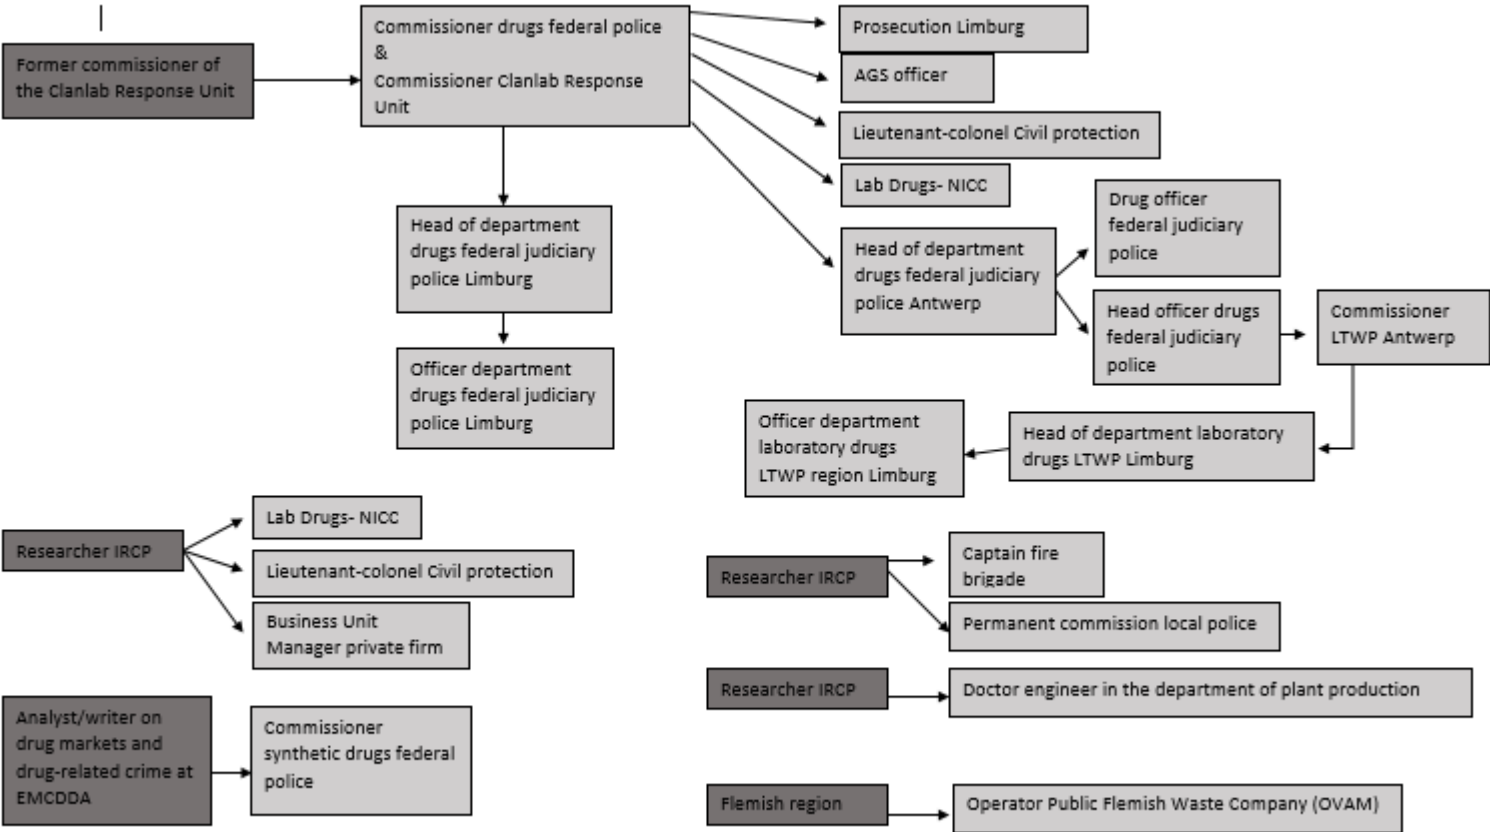 Former commissioner of
the Clanlab Response Unit
Commissioner drugs federal police
&
Commissioner Clanlab Response
Unit
Prosecution Limburg
AGS officer
Lieutenant-colonel Civil protection
Lab Drugs- NICC
Head of department
drugs federal judiciary
police Antwerp
Drug officer
federal judiciary
police
Head officer drugs
federal judiciary
police
Commissioner
LTWP Antwerp
Head of department
drugs federal judiciary
police Limburg
Officer department
drugs federal judiciary
police Limburg
Head of department laboratory
drugs LTWP Limburg
Officer department
laboratory drugs
LTWP region Limburg
Researcher IRCP
Lab Drugs- NICC
Lieutenant-colonel Civil protection
Business Unit
Manager private firm
Analyst/writer on
drug markets and
drug-related crime at
EMCDDA
Commissioner
synthetic drugs federal
police
Researcher IRCP
Captain fire
brigade
Permanent commission local police
Researcher IRCP
Doctor engineer in the department of plant production
Flemish region
Operator Public Flemish Waste Company (OVAM)